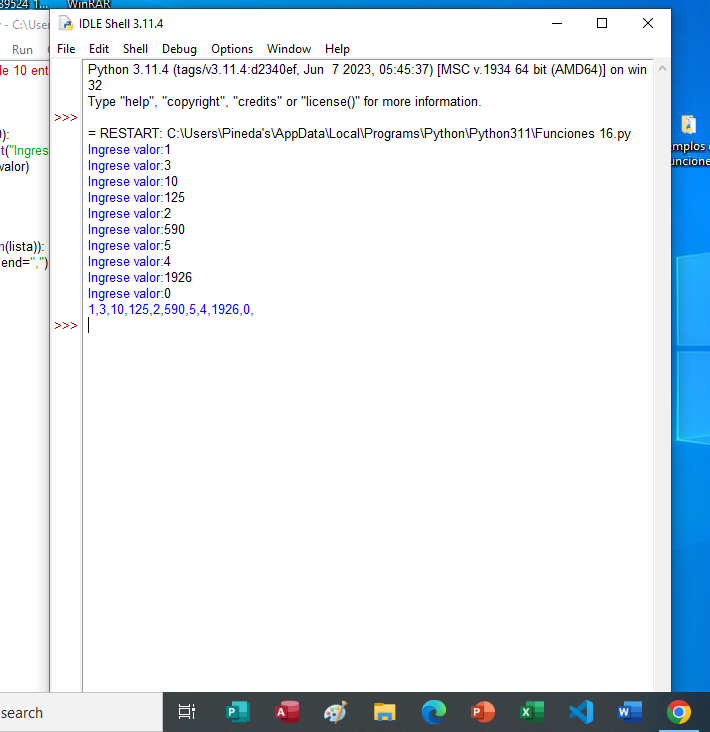 89524 1...
WinRAR
- C:\Use
IDLE Shell 3.11.4
Run
File Edit Shell Debug Options Window Help
le 10 ent
Python 3.11.4 (tags/v3.11.4:d2340ef, Jun 7 2023, 05:45:37) [MSC v.1934 64 bit (AMD64)] on win
32
Type "help", "copyright", "credits" or "license()" for more information.
>>>
= RESTART: C:\Users\Pineda's\AppData\Local\Programs\Python\Python311\Funciones 16.py
):
t("Ingres
valor)
Ingrese valor:1
Ingrese valor:3
Ingrese valor:10
Ingrese valor:125
Ingrese valor:2
Ingrese valor:590
Ingrese valor:5
Ingrese valor:4
Ingrese valor:1926
Ingrese valor:0
1,3,10,125,2,590,5,4,1926,0,
>>>
n(lista)):
end=",")
emplos
uncione
search